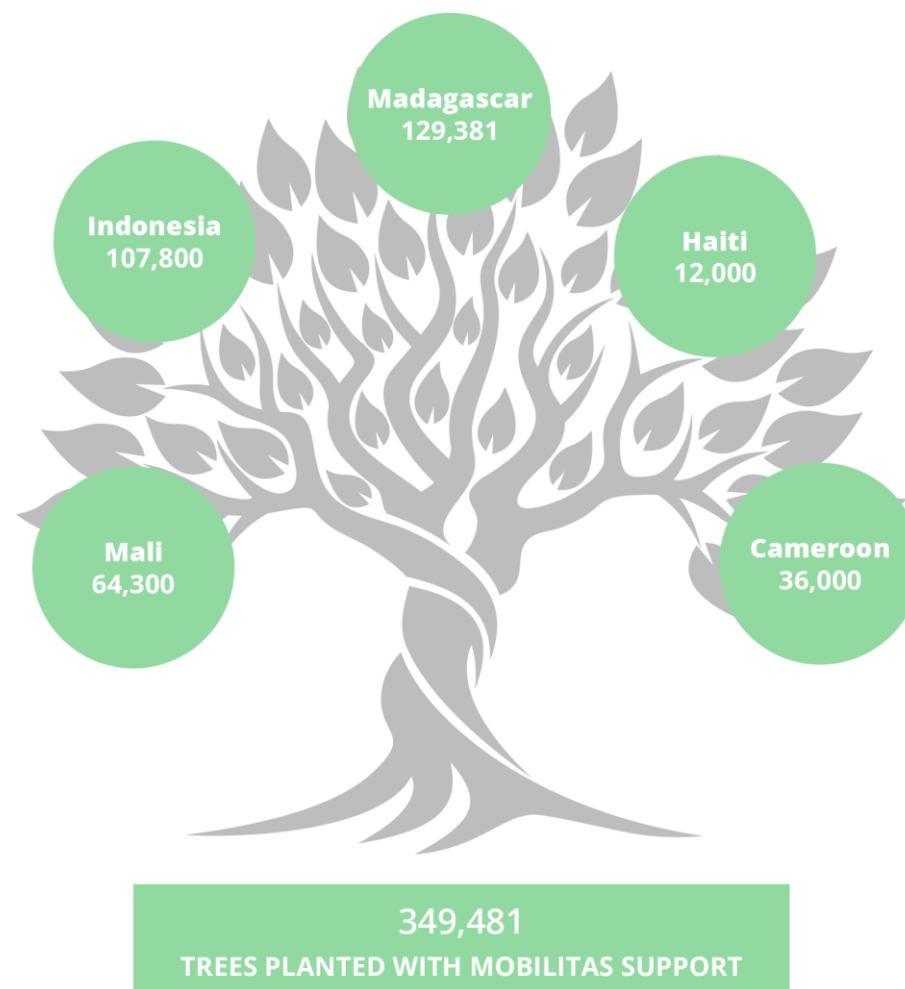 Madagascar
129,381
Indonesia
107,800
Haiti
12,000
Mali
64,300
Cameroon
36,000
349,481
TREES PLANTED WITH MOBILITAS SUPPORT